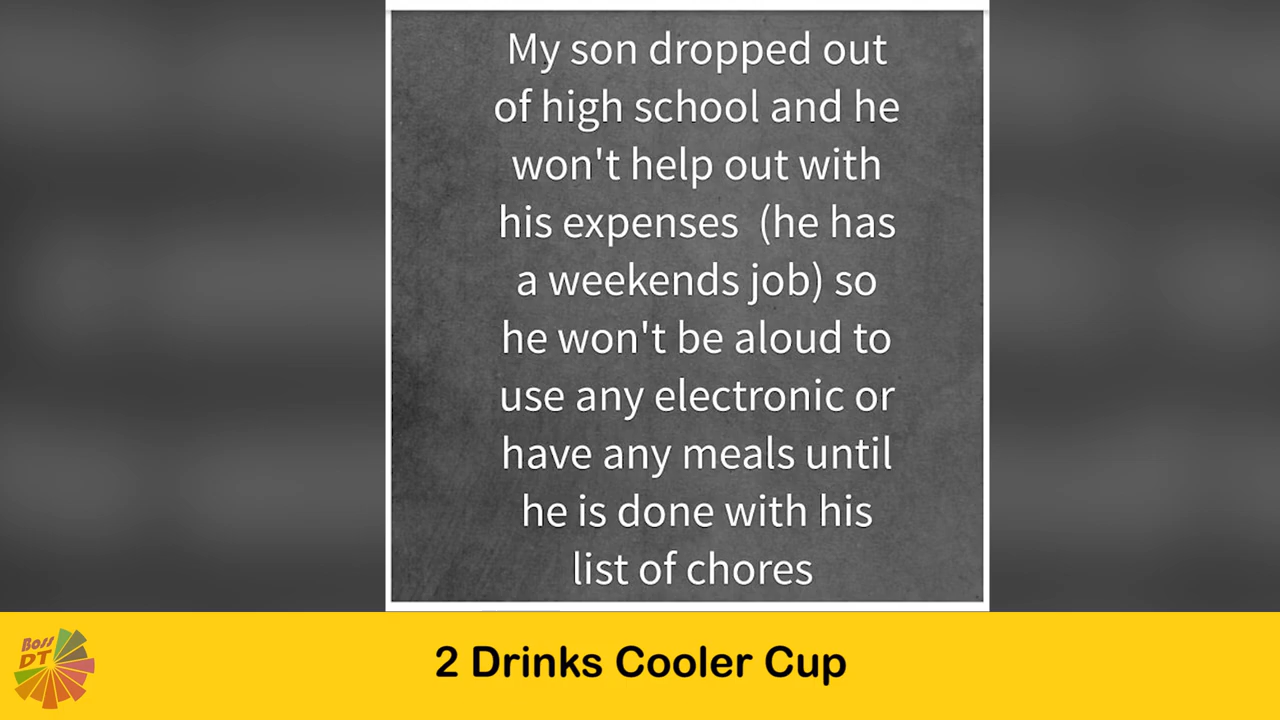 My son dropped out
of high school and he
won't help out with
his expenses  (he has
a weekends job) so
he won't be aloud to
use any electronic or
have any meals until
he is done with his
list of chores
Boss
DT
2 Drinks Cooler Cup